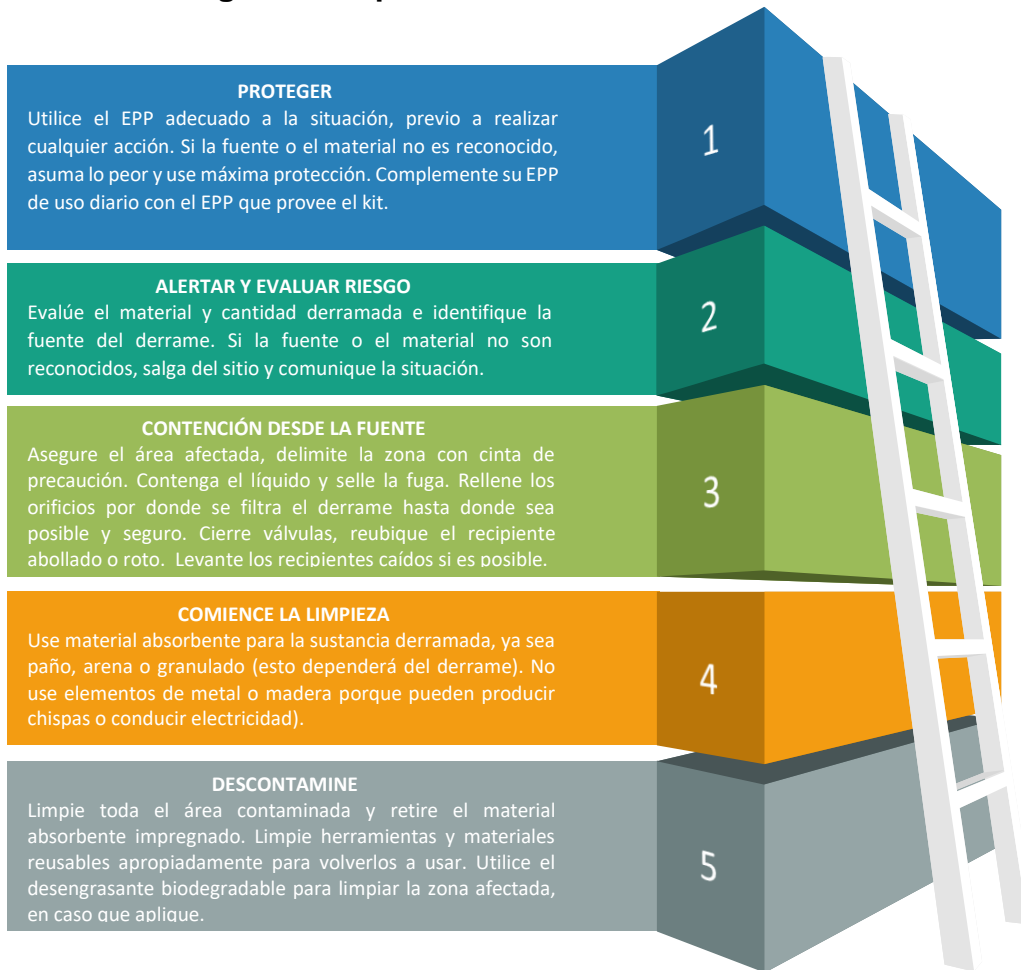 PROTEGER
Utilice el EPP adecuado a la situación, previo a realizar
cualquier acción. Si la fuente o el material no es reconocido,
asuma lo peor y use máxima protección. Complemente su EPP
de uso diario con el EPP que provee el kit.
1
ALERTAR Y EVALUAR RIESGO
Evalúe el material y cantidad derramada e identifique la
fuente del derrame. Si la fuente o el material no son
reconocidos, salga del sitio y comunique la situación.
2
CONTENCIÓN DESDE LA FUENTE
Asegure el área afectada, delimite la zona con cinta de
precaución. Contenga el líquido y selle la fuga. Rellene los
orificios por donde se filtra el derrame hasta donde sea
posible y seguro. Cierre válvulas, reubique el recipiente
abollado o roto. Levante los recipientes caídos si es posible.
3
COMIENCE LA LIMPIEZA
Use material absorbente para la sustancia derramada, ya sea
paño, arena o granulado (esto dependerá del derrame). No
use elementos de metal o madera porque pueden producir
chispas o conducir electricidad).
4
DESCONTAMINE
Limpie toda el área contaminada y retire el material
absorbente impregnado. Limpie herramientas y materiales
reusables apropiadamente para volverlos a usar. Utilice el
desengrasante biodegradable para limpiar la zona afectada,
en caso que aplique.
5